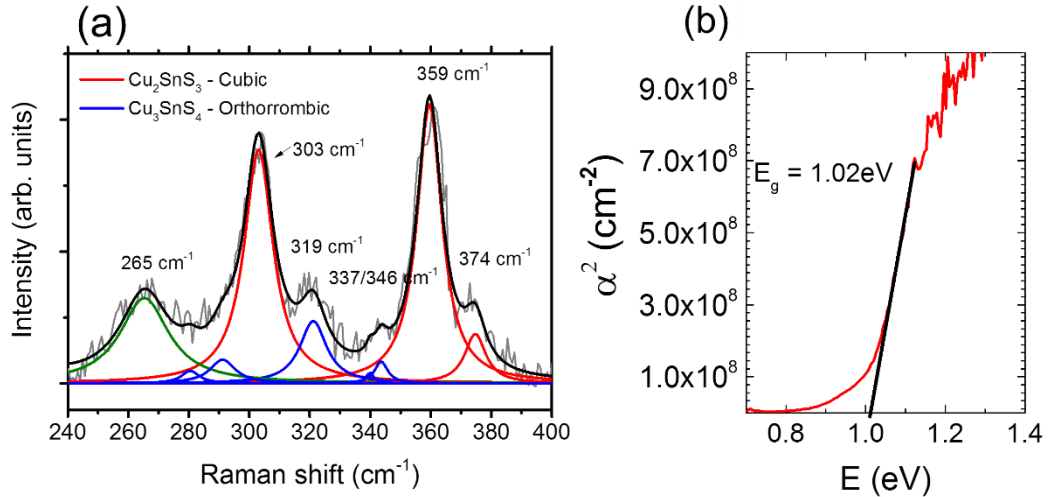 (a)
Cu₂SnS₃ - Cubic
Cu₃SnS₄ - Orthorrombic
359 cm⁻¹
303 cm⁻¹
319 cm⁻¹
265 cm⁻¹
337/346 cm⁻¹
374 cm⁻¹
Intensity (arb. units)
240 260 280 300 320 340 360 380 400
Raman shift (cm⁻¹)
(b)
9.0x10⁸
7.0x10⁸
E_g = 1.02eV
5.0x10⁸
3.0x10⁸
1.0x10⁸
α² (cm⁻²)
0.8 1.0 1.2 1.4
E (eV)